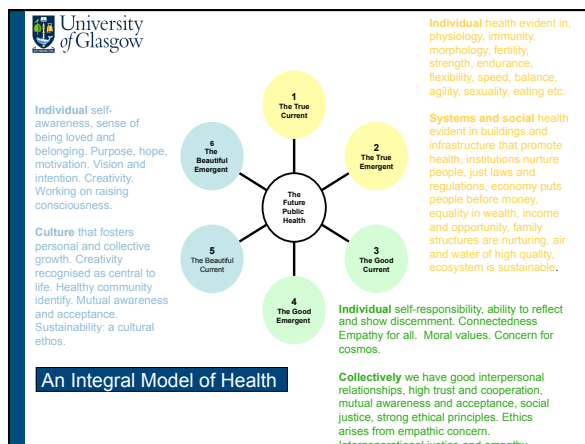 University
of Glasgow
Individual health evident in,
physiology, immunity,
morphology, fertility,
strength, endurance,
flexibility, speed, balance,
agility, sexuality, eating etc.
Systems and social health
evident in buildings and
infrastructure that promote
health, institutions nurture
people, just laws and
regulations, economy puts
people before money,
equality in wealth, income
and opportunity, family
structures are nurturing, air
and water of high quality,
ecosystem is sustainable.
Individual self-
awareness, sense of
being loved and
belonging. Purpose, hope,
motivation. Vision and
intention. Creativity.
Working on raising
consciousness.
Culture that fosters
personal and collective
growth. Creativity
recognised as central to
life. Healthy community
identify. Mutual awareness
and acceptance.
Sustainability: a cultural
ethos.
1
The True
Current
2
The True
Emergent
3
The Good
Current
4
The Good
Emergent
5
The Beautiful
Current
6
The
Beautiful
Emergent
The
Future
Public
Health
Individual self-responsibility, ability to reflect
and show discernment. Connectedness
Empathy for all. Moral values. Concern for
cosmos.
Collectively we have good interpersonal
relationships, high trust and cooperation,
mutual awareness and acceptance, social
justice, strong ethical principles. Ethics
arises from empathic concern.
Intergenerational justice and empathy
An Integral Model of Health